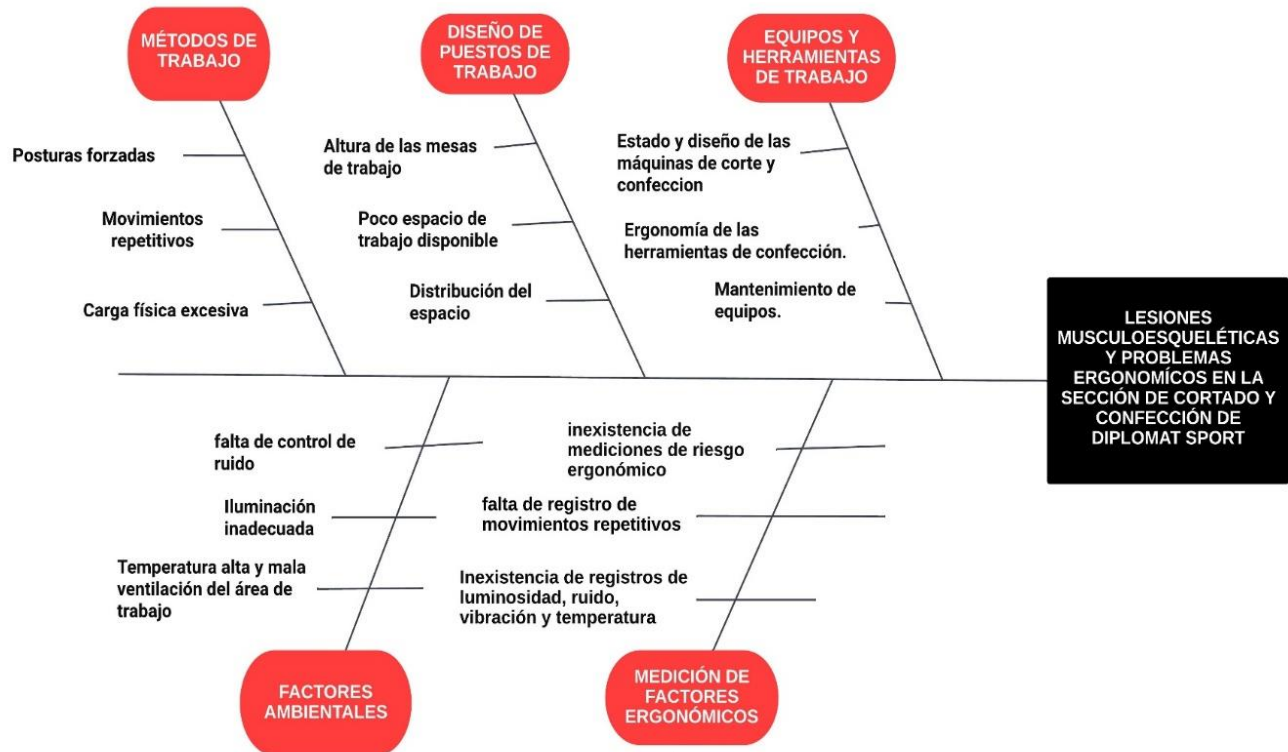 MÉTODOS DE
TRABAJO
DISEÑO DE
PUESTOS DE
TRABAJO
EQUIPOS Y
HERRAMIENTAS
DE TRABAJO
Posturas forzadas
Movimientos
repetitivos
Carga física excesiva
Altura de las mesas
de trabajo
Poco espacio de
trabajo disponible
Distribución del
espacio
Estado y diseño de las
máquinas de corte y
confeccion
Ergonomía de las
herramientas de confección.
Mantenimiento de
equipos.
LESIONES
MUSCULOESQUELÉTICAS
Y PROBLEMAS
ERGONOMÍCOS EN LA
SECCIÓN DE CORTADO Y
CONFECCIÓN DE
DIPLOMAT SPORT
falta de control de
ruido
Iluminación
inadecuada
Temperatura alta y mala
ventilación del área de
trabajo
inexistencia de
mediciones de riesgo
ergonómico
falta de registro de
movimientos repetitivos
Inexistencia de registros de
luminosidad, ruido,
vibración y temperatura
FACTORES
AMBIENTALES
MEDICIÓN DE
FACTORES
ERGONÓMICOS